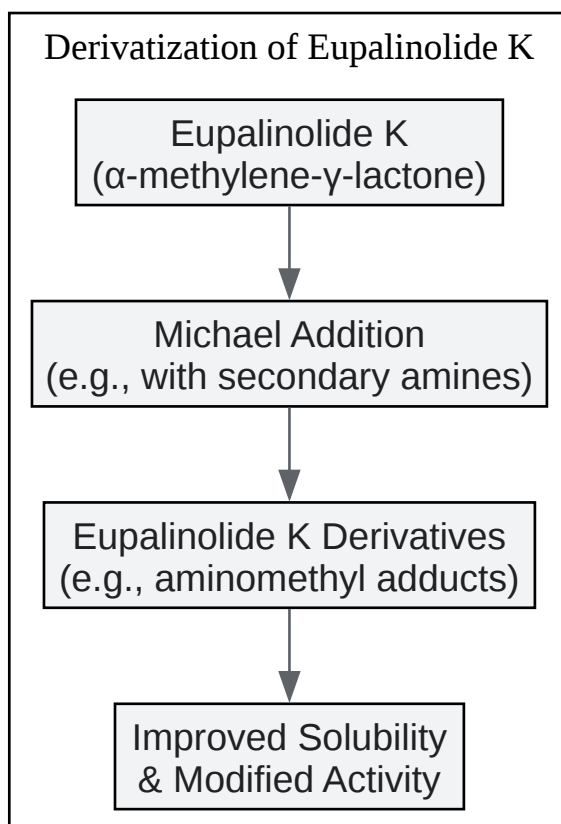 Derivatization of Eupalinolide K
Eupalinolide K
(α-methylene-γ-lactone)
Michael Addition
(e.g., with secondary amines)
Eupalinolide K Derivatives
(e.g., aminomethyl adducts)
Improved Solubility
& Modified Activity